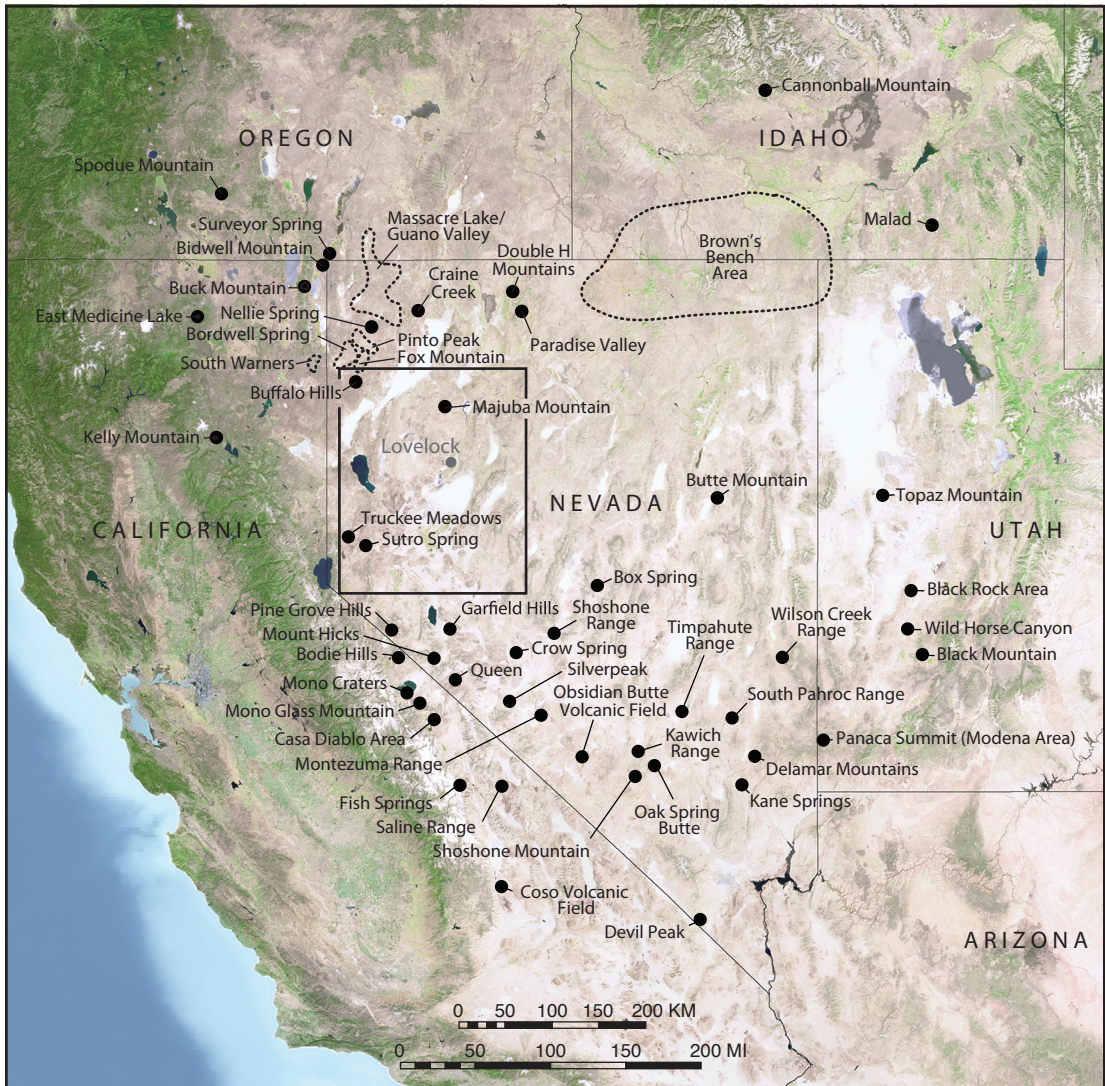 Cannonball Mountain
OREGON
IDAHO
Spodue Mountain
Massacre Lake/
Guano Valley
Surveyor Spring
Malad
Bidwell Mountain
Double H
Mountains
Brown's
Bench
Area
Craine
Creek
Buck Mountain
Nellie Spring
East Medicine Lake
Bordwell Spring
Pinto Peak
Paradise Valley
South Warners
Fox Mountain
Buffalo Hills
Majuba Mountain
Kelly Mountain
Lovelock
Butte Mountain
Topaz Mountain
NEVADA
CALIFORNIA
Truckee Meadows
UTAH
Sutro Spring
Box Spring
Black Rock Area
Pine Grove Hills
Garfield Hills
Shoshone
Range
Timpahute
Range
Wilson Creek
Range
Wild Horse Canyon
Mount Hicks
Crow Spring
Bodie Hills
Black Mountain
Queen
Silverpeak
Mono Craters
Obsidian Butte
Volcanic Field
South Pahroc Range
Mono Glass Mountain
Casa Diablo Area
Kawich
Range
Panaca Summit (Modena Area)
Montezuma Range
Delamar Mountains
Fish Springs
Kane Springs
Saline Range
Oak Spring
Butte
Shoshone Mountain
Coso Volcanic
Field
Devil Peak
ARIZONA
0 50 100 150 200 KM
0 50 100 150 200 MI